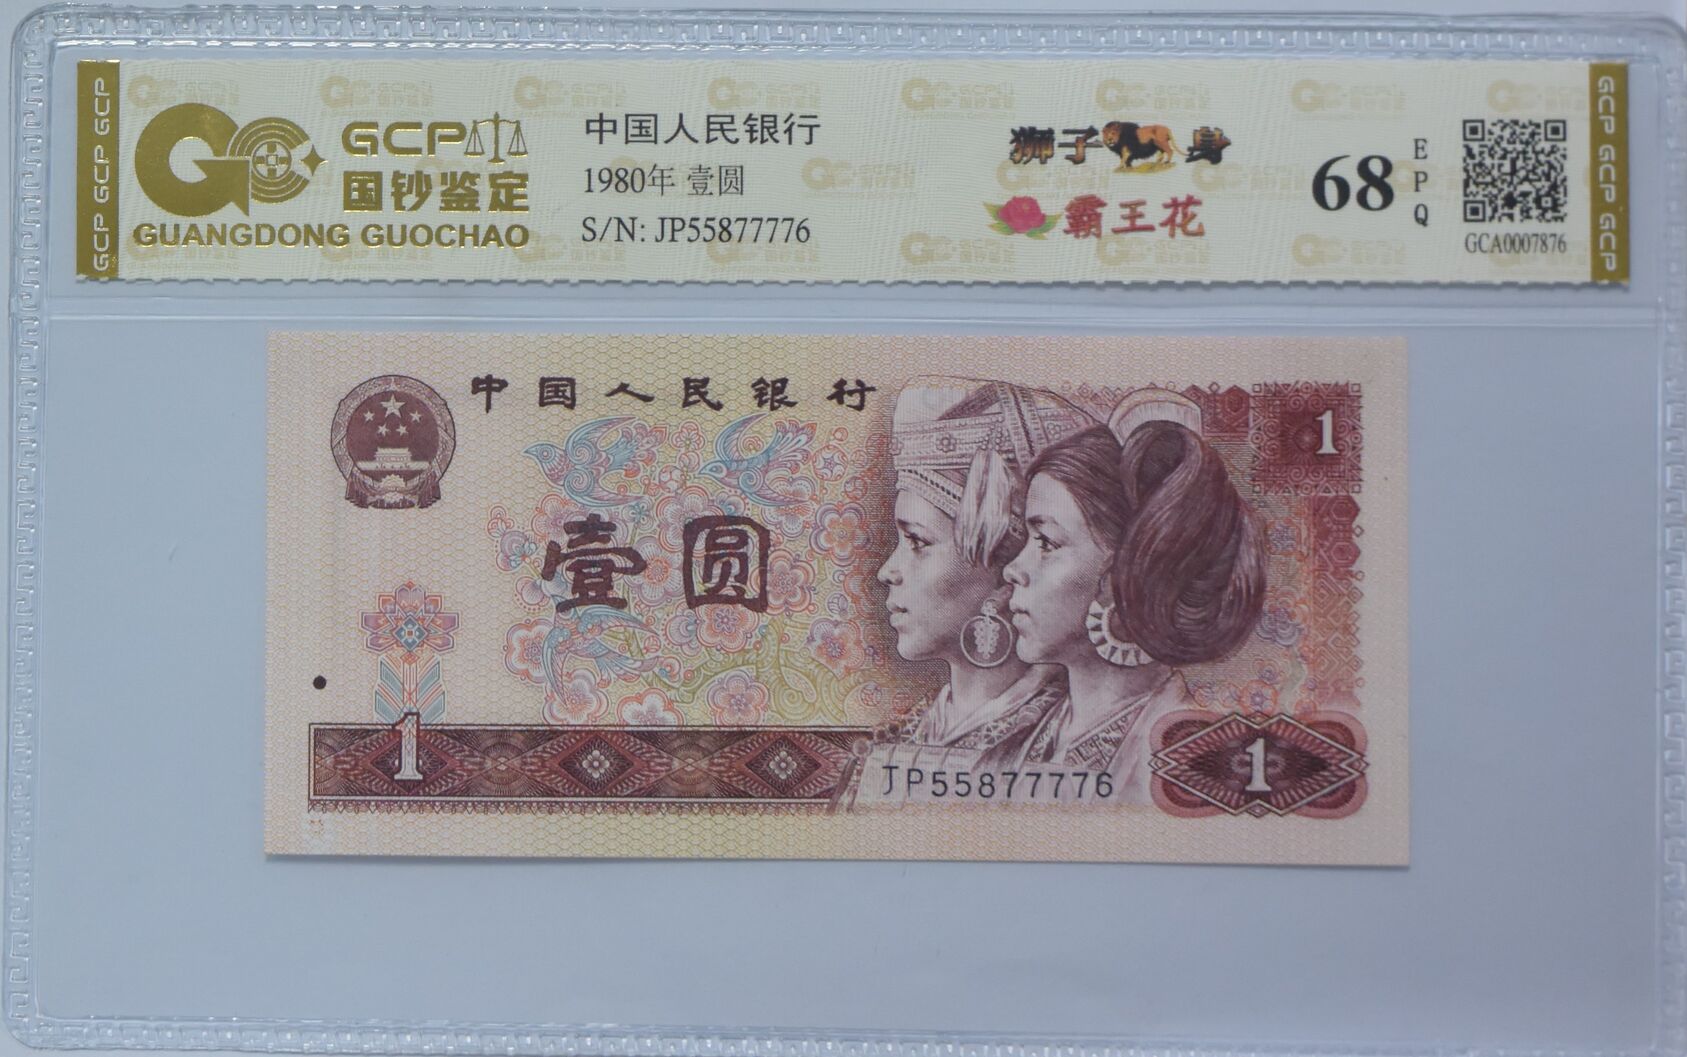 GCP GCP GCP
GCP
国钞鉴定
GUANGDONG GUOCHAO
中国人民银行
1980年 壹圆
S/N: JP55877776
狮子身
霸王花
68
EPQ
GCA0007876
GCP GCP GCP
中国人民银行
1
壹圆
1
JP55877776
1